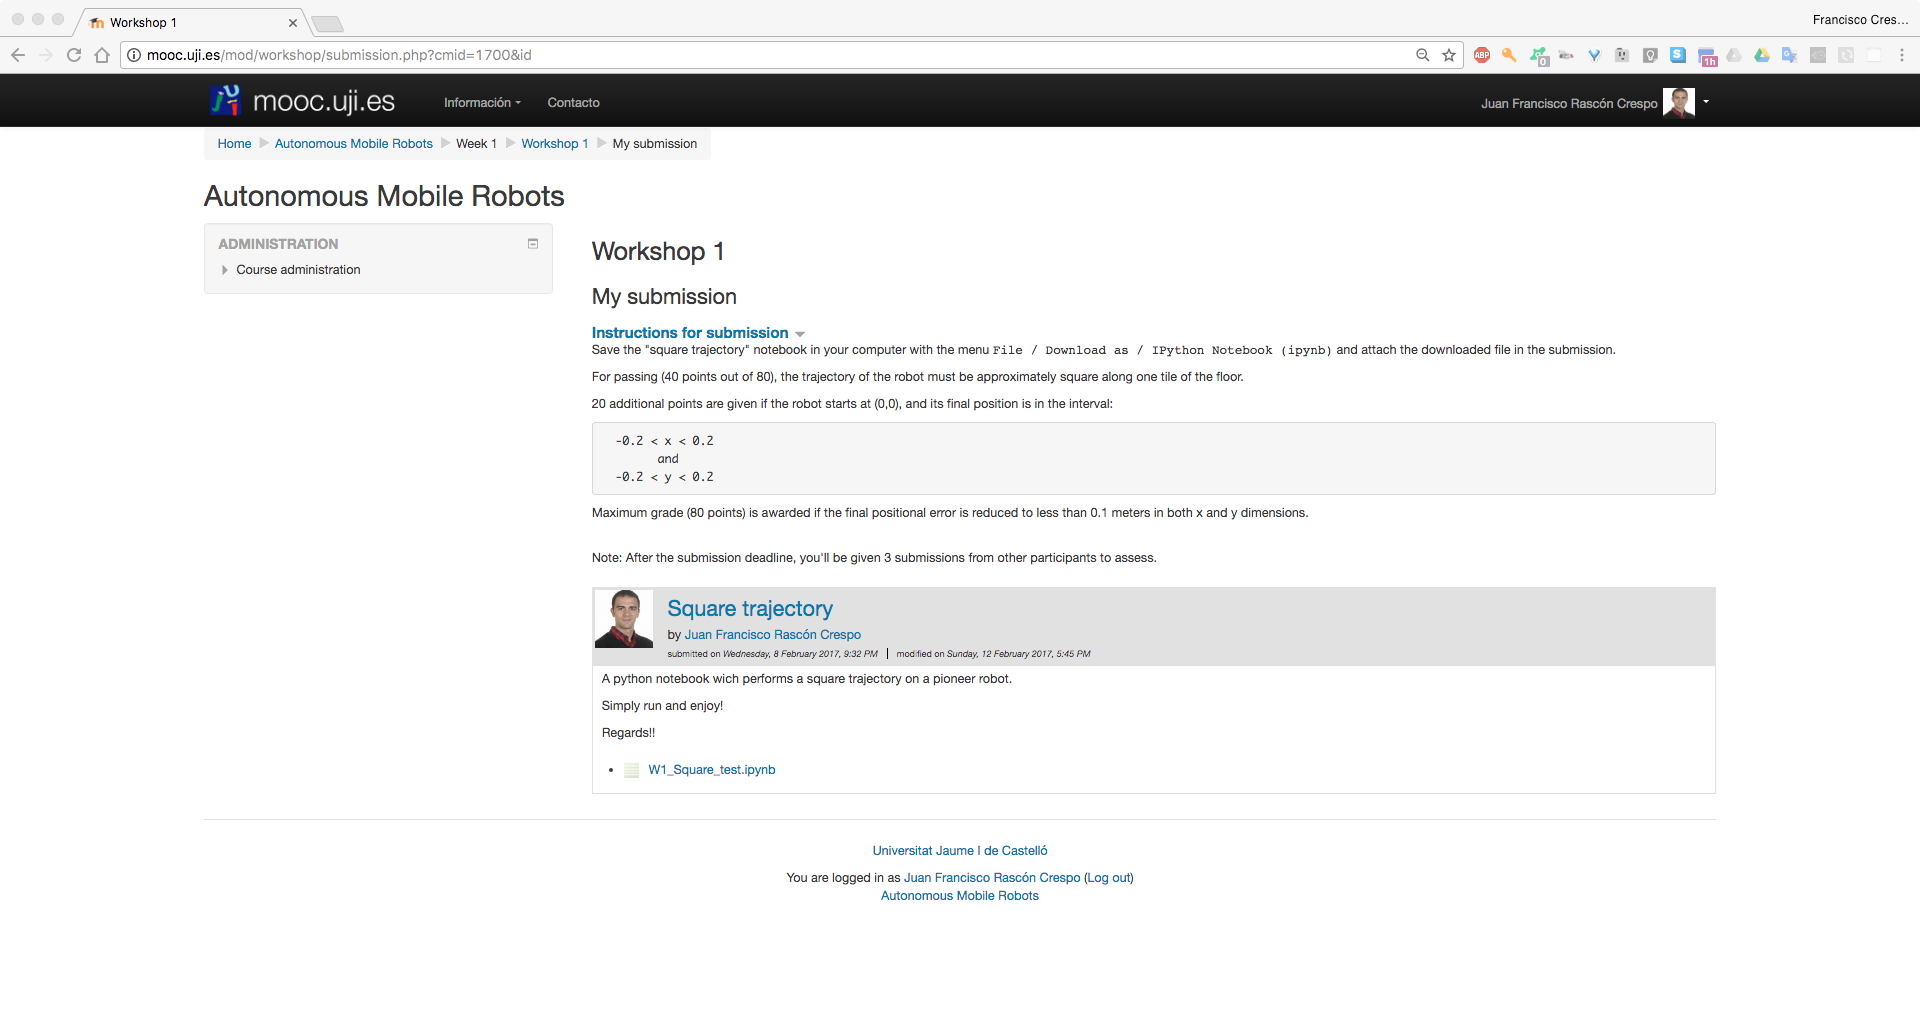 Workshop 1
Francisco Cres...
mooc.uji.es/mod/workshop/submission.php?cmid=1700&id
ABP
0
S
1h
mooc.uji.es
Información
Contacto
Juan Francisco Rascón Crespo
Home
Autonomous Mobile Robots
Week 1
Workshop 1
My submission
Autonomous Mobile Robots
ADMINISTRATION
Course administration
Workshop 1
My submission
Instructions for submission
Save the "square trajectory" notebook in your computer with the menu File / Download as / IPython Notebook (ipynb) and attach the downloaded file in the submission.
For passing (40 points out of 80), the trajectory of the robot must be approximately square along one tile of the floor.
20 additional points are given if the robot starts at (0,0), and its final position is in the interval:
-0.2 < x < 0.2
and
-0.2 < y < 0.2
Maximum grade (80 points) is awarded if the final positional error is reduced to less than 0.1 meters in both x and y dimensions.
Note: After the submission deadline, you'll be given 3 submissions from other participants to assess.
Square trajectory
by Juan Francisco Rascón Crespo
submitted on Wednesday, 8 February 2017, 9:32 PM | modified on Sunday, 12 February 2017, 5:45 PM
A python notebook wich performs a square trajectory on a pioneer robot.
Simply run and enjoy!
Regards!!
W1_Square_test.ipynb
Universitat Jaume I de Castelló
You are logged in as Juan Francisco Rascón Crespo (Log out)
Autonomous Mobile Robots